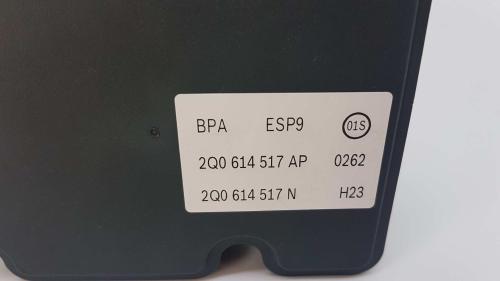 BPA ESP9 01S
2Q0 614 517 AP 0262
2Q0 614 517 N H23